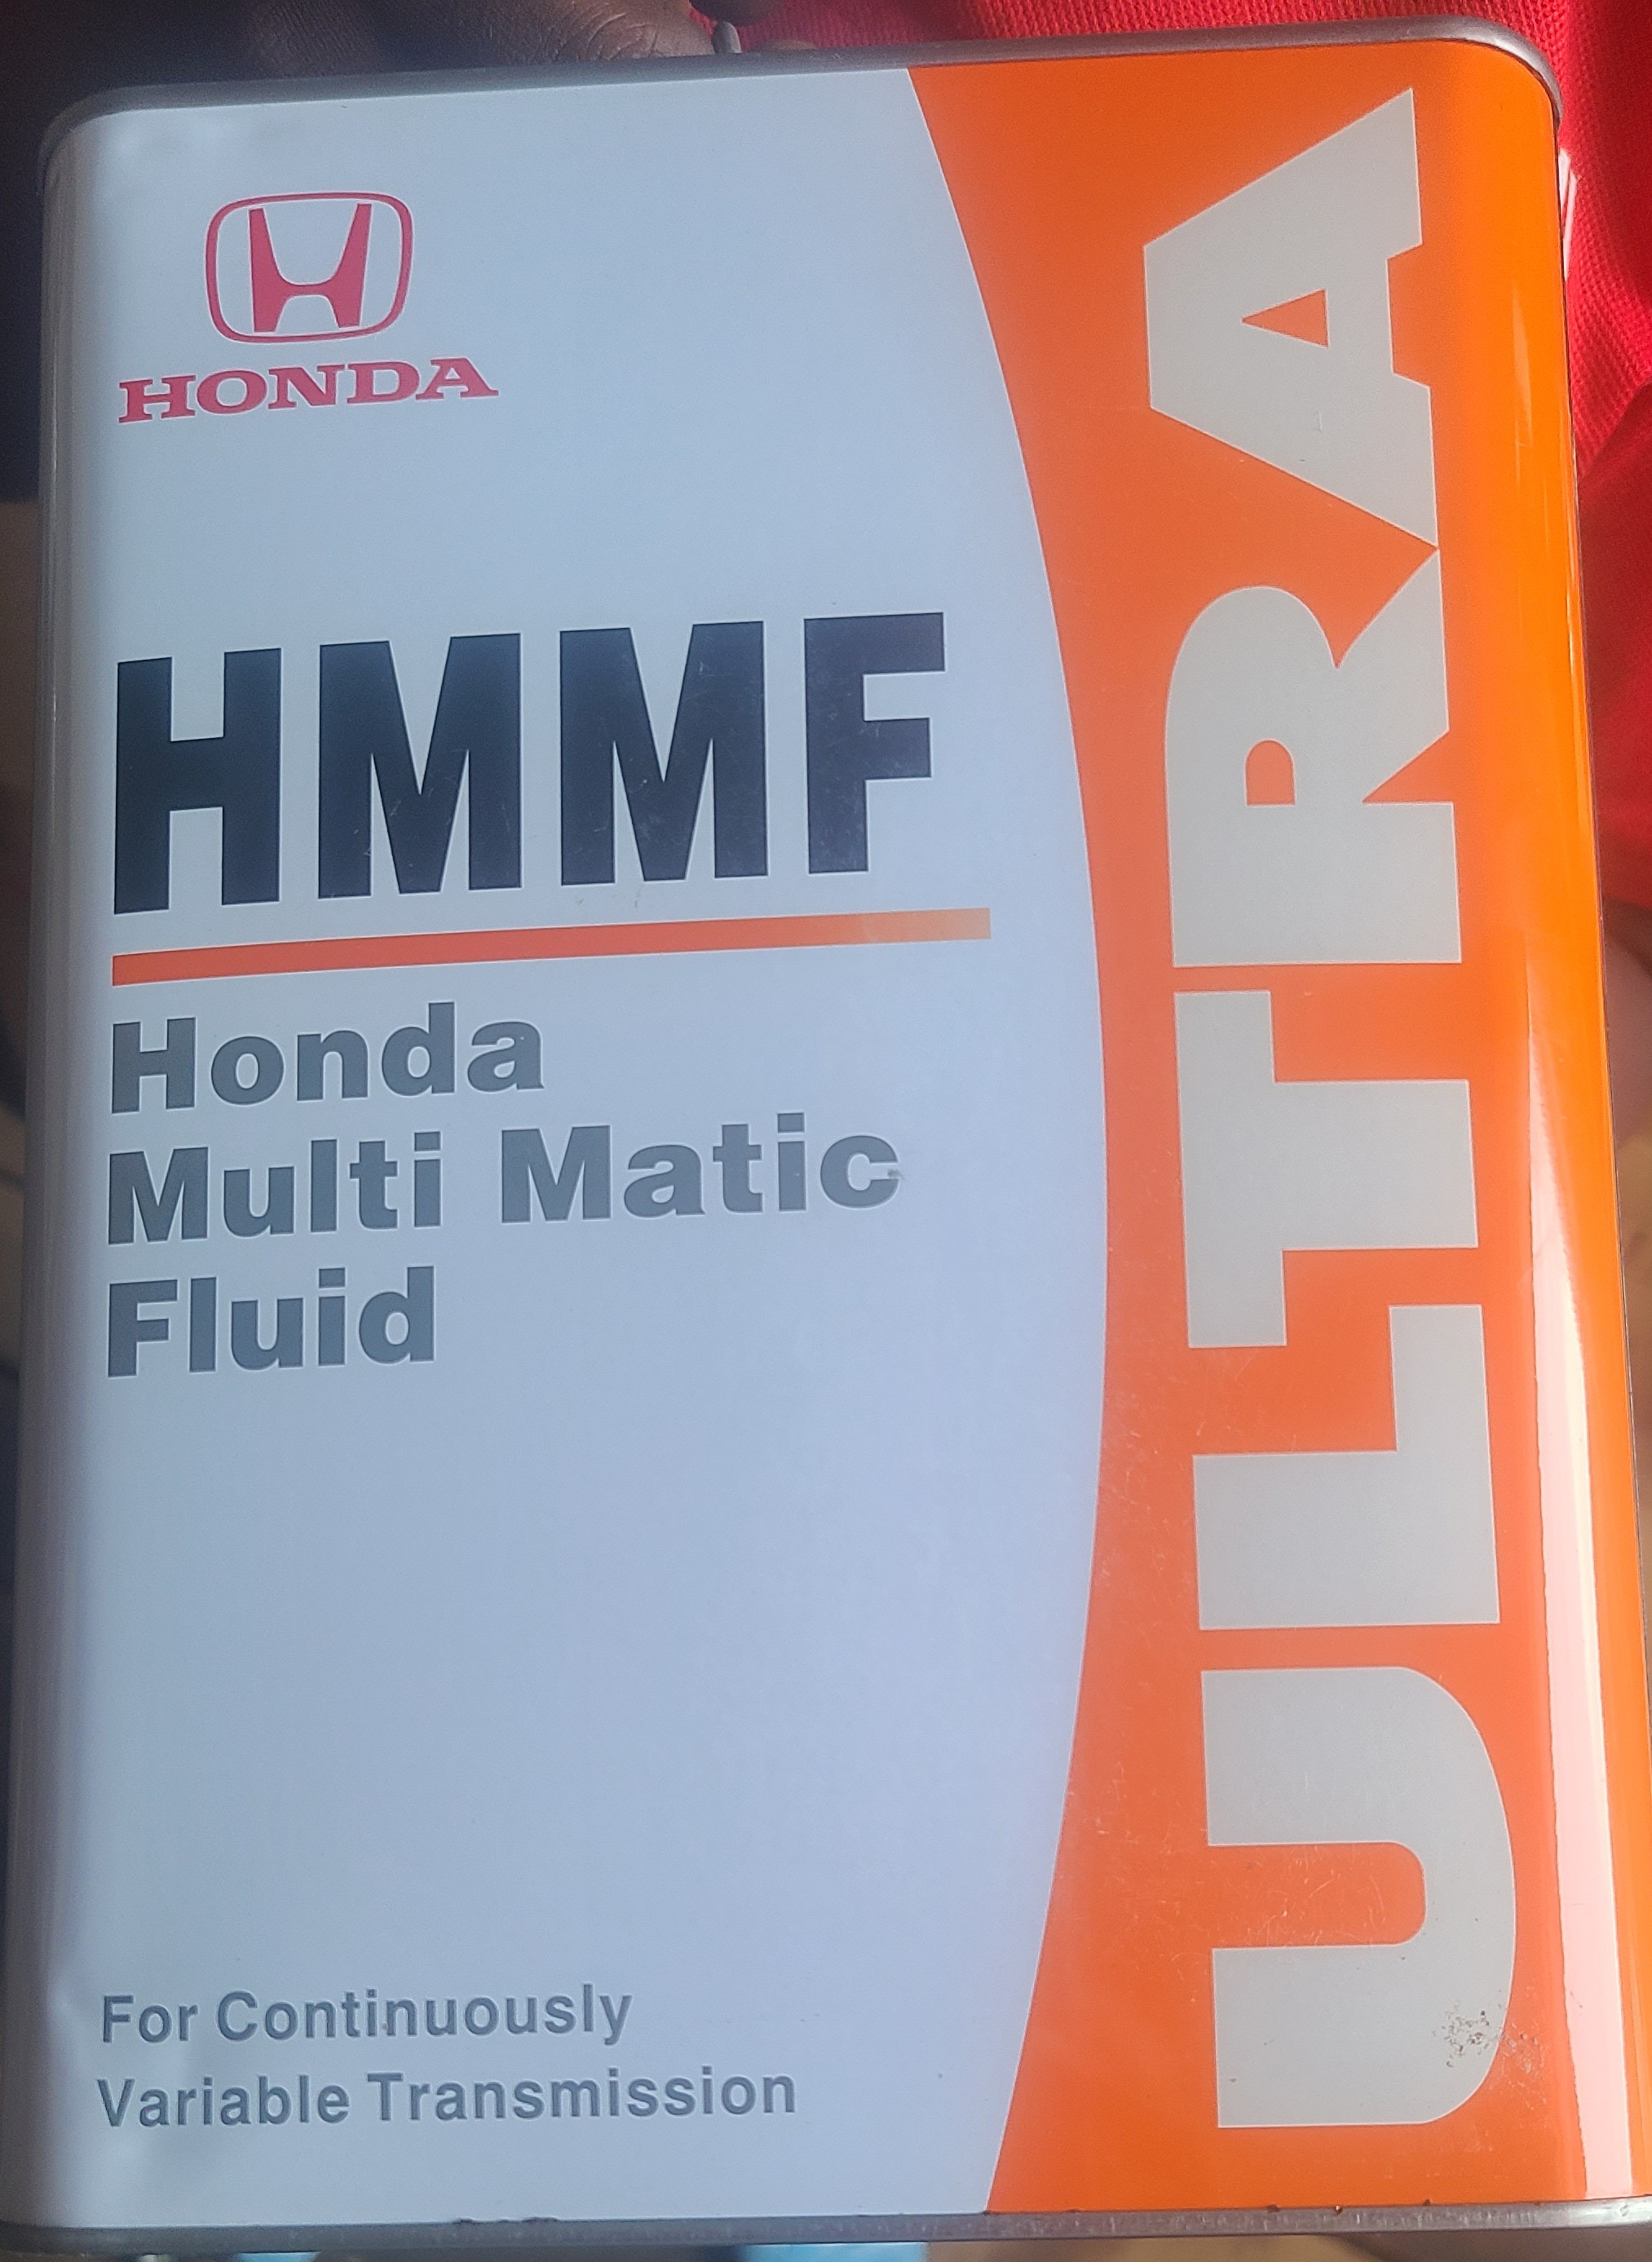 HONDA
HMMF
Honda
Multi Matic
Fluid
For Continuously
Variable Transmission
ULTRA